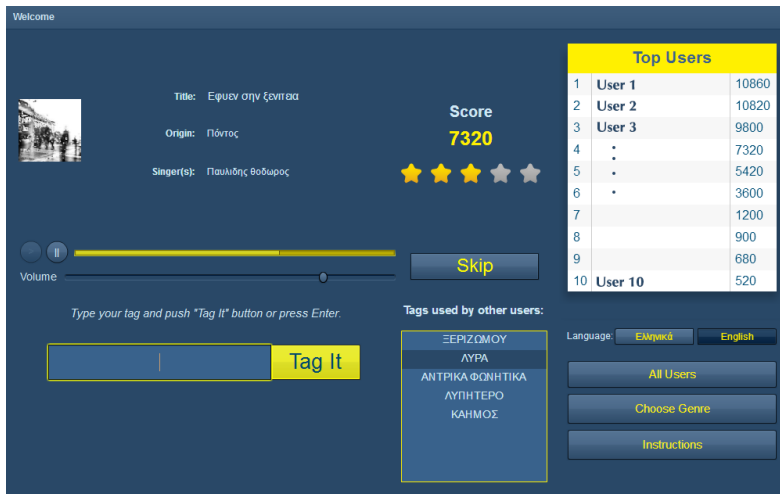 Welcome
Title: Εφυεν σην ξενιτεια
Origin: Πόντος
Singer(s): Παυλιδης θοδωρος
Score
7320
Top Users
1 User 1 10860
2 User 2 10820
3 User 3 9800
4 7320
5 5420
6 3600
7 1200
8 900
9 680
10 User 10 520
Volume
Skip
Type your tag and push "Tag It" button or press Enter.
Tag It
Tags used by other users:
ΞΕΡΙΖΩΜΟΥ
ΛΥΡΑ
ΑΝΤΡΙΚΑ ΦΩΝΗΤΙΚΑ
ΛΥΠΗΤΕΡΟ
ΚΑΗΜΟΣ
Language: Ελληνικά English
All Users
Choose Genre
Instructions